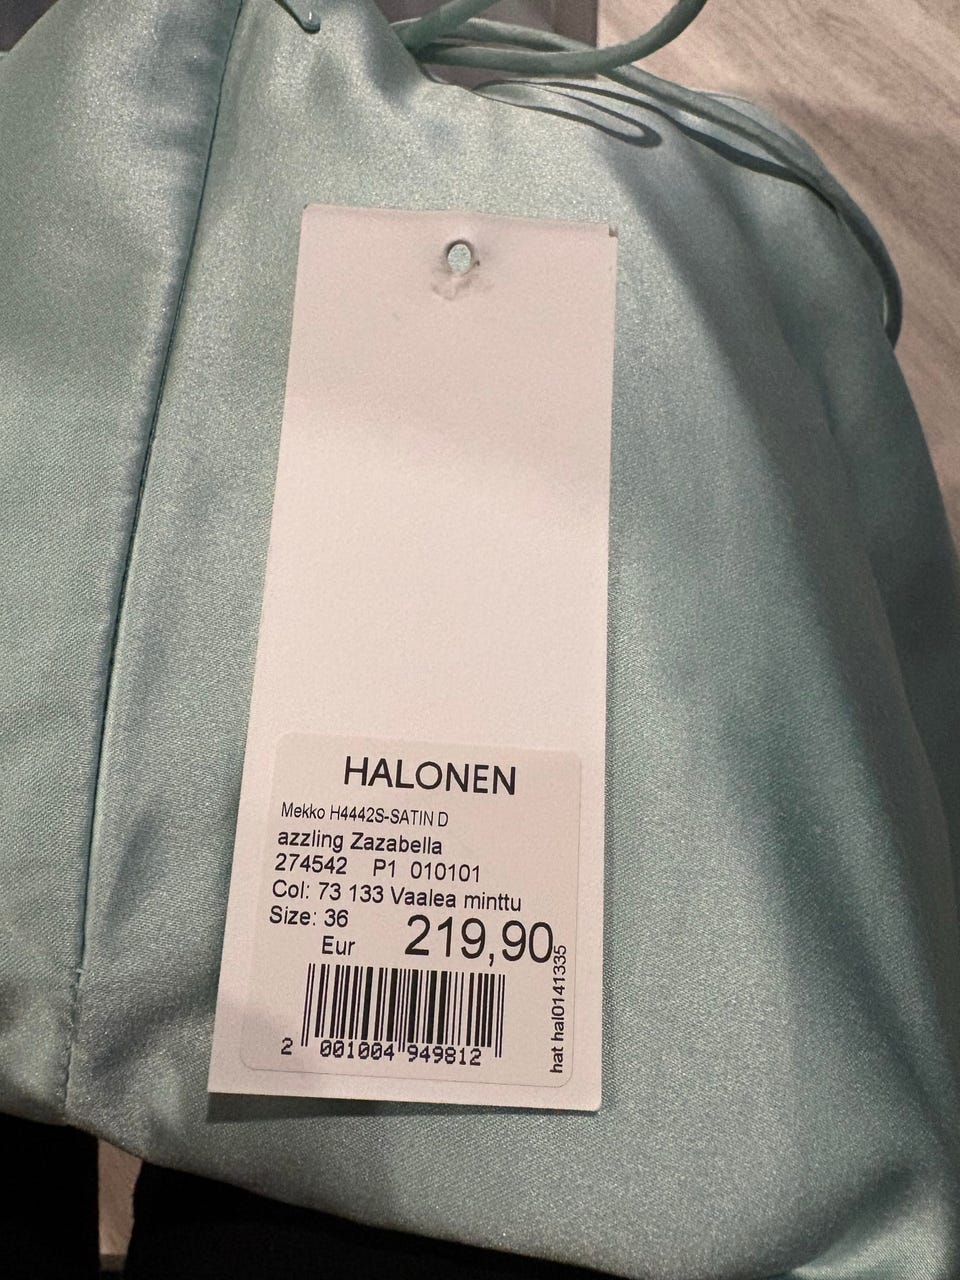 HALONEN
Mekko H4442S-SATIN D
azzling Zazabella
274542 P1 010101
Col: 73 133 Vaalea minttu
Size: 36
Eur 219,90
hat hal0141335
2 001004 949812